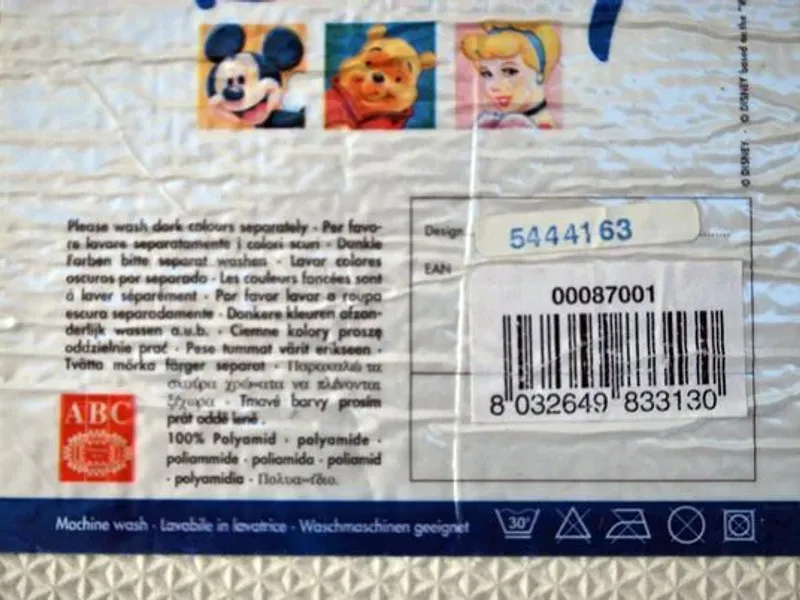 © DISNEY · © DISNEY based on the "W
Please wash dark colours separately · Per favo-
re lavare separatamente i colori scuri · Dunkle
Farben bitte separat waschen · Lavar colores
oscuros por separado · Les couleurs foncées sont
à laver séparément · Por favor lavar a roupa
escura separadamente · Donkere kleuren afzon-
derlijk wassen a.u.b. · Ciemne kolory proszę
oddzielnie prać · Pese tummat värit erikseen ·
Tvätta mörka färger separat · Παρακαλώ τα
σκούρα χρώματα να πλένονται
ξέχωρα · Tmavé barvy prosím
prát oddě leně .
100% Polyamid · polyamide ·
poliammide · poliamida · poliamid
· polyamidia ·
ABC
Design 5444163
EAN
00087001
8 032649 833130
Machine wash · Lavabile in lavatrice · Waschmaschinen geeignet
30°